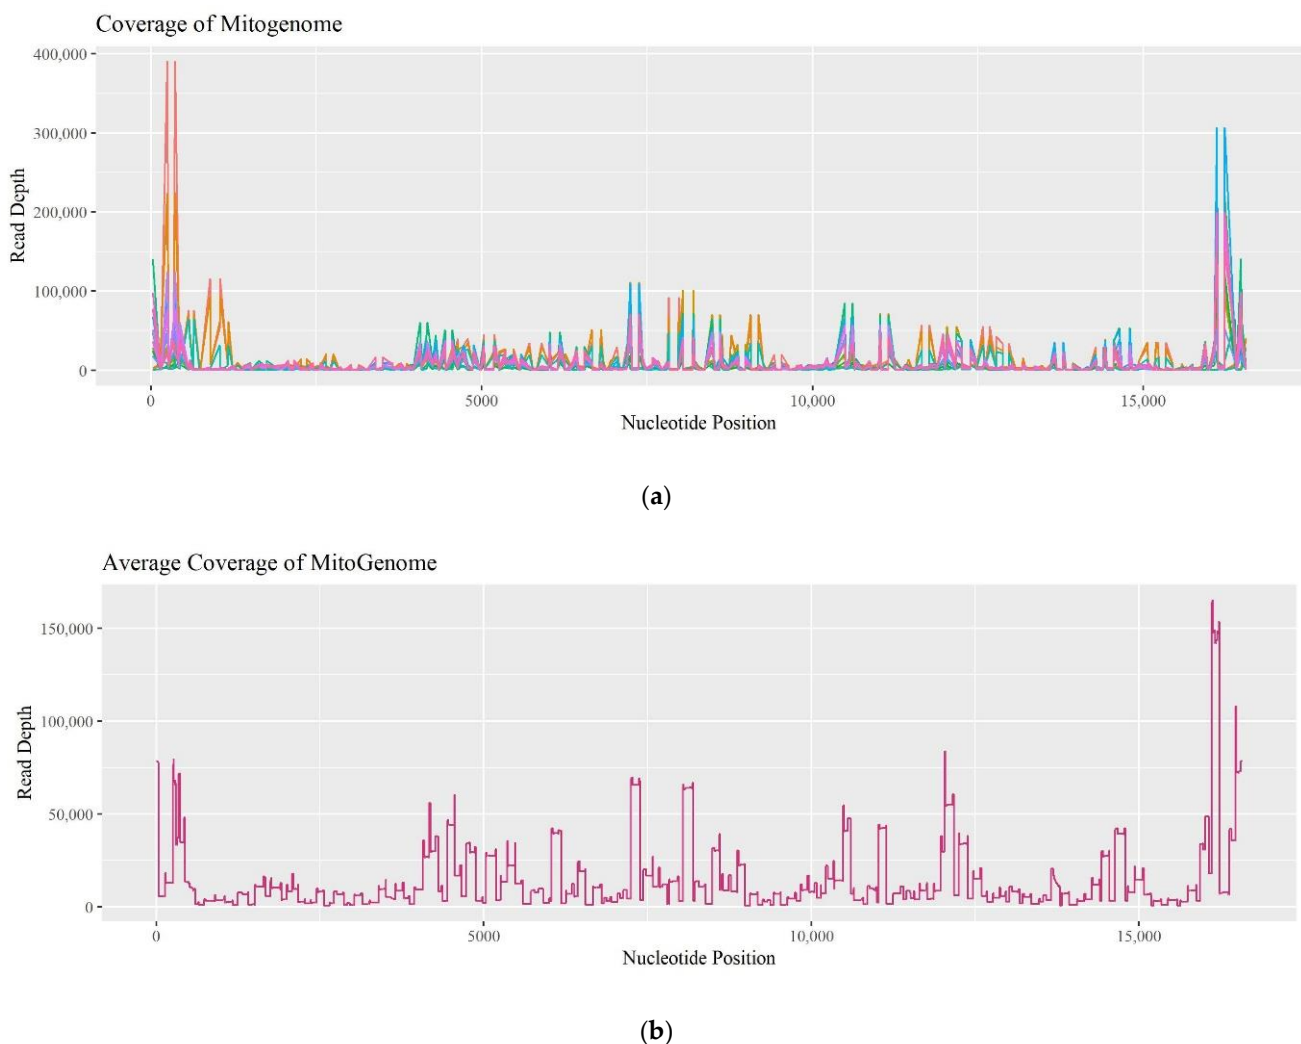 Coverage of Mitogenome
400,000
300,000
200,000
100,000
0
Read Depth
0
5000
10,000
15,000
Nucleotide Position
(a)
Average Coverage of MitoGenome
150,000
100,000
50,000
0
Read Depth
0
5000
10,000
15,000
Nucleotide Position
(b)